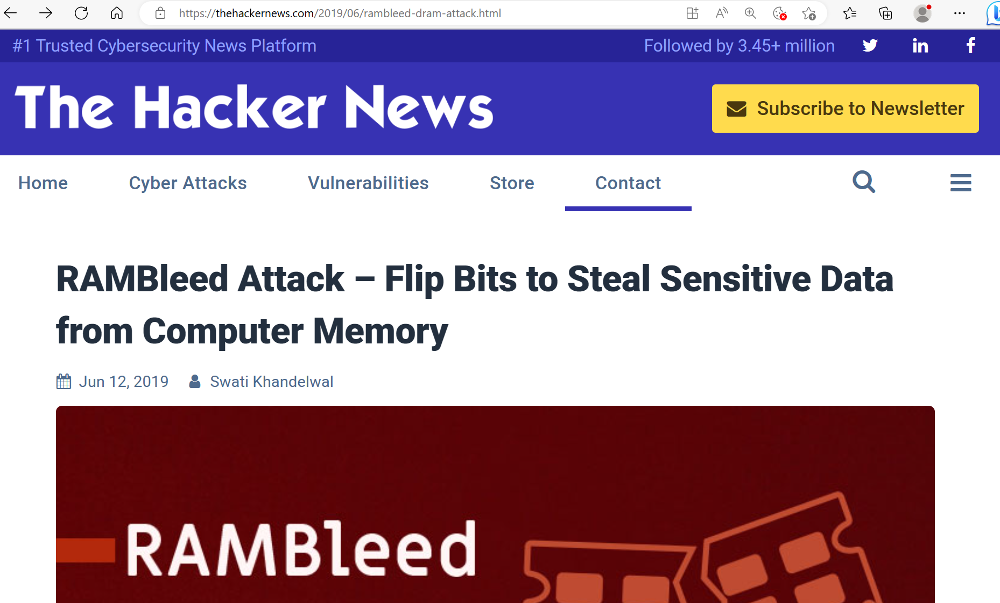 https://thehackernews.com/2019/06/rambleed-dram-attack.html
#1 Trusted Cybersecurity News Platform
Followed by 3.45+ million
The Hacker News
Subscribe to Newsletter
Home Cyber Attacks Vulnerabilities Store Contact
RAMBleed Attack – Flip Bits to Steal Sensitive Data
from Computer Memory
Jun 12, 2019 Swati Khandelwal
RAMBleed